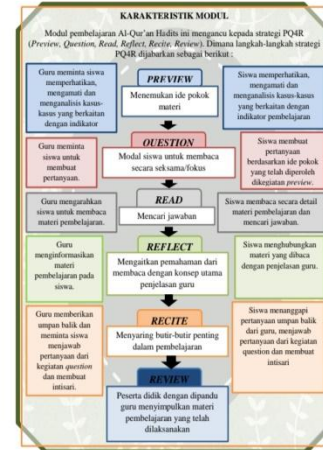 KARAKTERISTIK MODUL
Modul pembelajaran Al-Qur'an Hadits ini mengacu kepada strategi PQ4R
(Preview, Question, Read, Reflect, Recite, Review). Dimana langkah-langkah strategi
PQ4R dijabarkan sebagai berikut :
Guru meminta siswa
memperhatikan,
mengamati dan
menganalisis kasus-
kasus yang berkaitan
dengan indikator
PREVIEW
Menemukan ide pokok
materi
Siswa memperhatikan,
mengamati dan
menganalisis kasus-kasus
yang berkaitan dengan
indikator pembelajaran
Guru meminta
siswa untuk
membuat
pertanyaan.
QUESTION
Modal siswa untuk membaca
secara seksama/fokus
Siswa membuat
pertanyaan
berdasarkan ide pokok
yang telah diperoleh
dikegiatan preview.
Guru mengarahkan
siswa untuk membaca
materi pembelajaran.
READ
Mencari jawaban
Siswa membaca secara detail
materi pembelajaran dan
mencari jawaban.
Guru
menginformasikan
materi
pembelajaran pada
siswa.
REFLECT
Mengaitkan pemahaman dari
membaca dengan konsep utama
penjelasan guru
Siswa menghubungkan
materi yang dibaca
dengan penjelasan guru.
Guru memberikan
umpan balik dan
meminta siswa
menjawab
pertanyaan dari
kegiatan question
dan membuat
intisari.
RECITE
Menyaring butir-butir penting
dalam pembelajaran
Siswa menanggapi
pertanyaan umpan balik
dari guru, menjawab
pertanyaan dari kegiatan
question dan membuat
intisari
REVIEW
Peserta didik dengan dipandu
guru menyimpulkan materi
pembelajaran yang telah
dilaksanakan